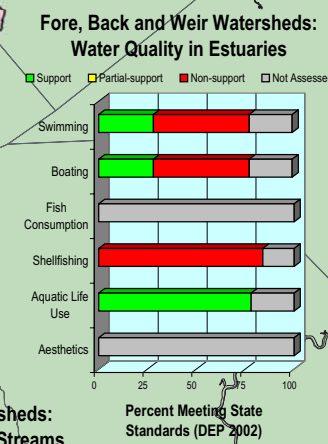 Fore, Back and Weir Watersheds:
Water Quality in Estuaries
Support Partial-support Non-support Not Assesse
Swimming
Boating
Fish
Consumption
Shellfishing
Aquatic Life
Use
Aesthetics
0 25 50 75 100
Percent Meeting State
Standards (DEP 2002)
sheds:
Streams